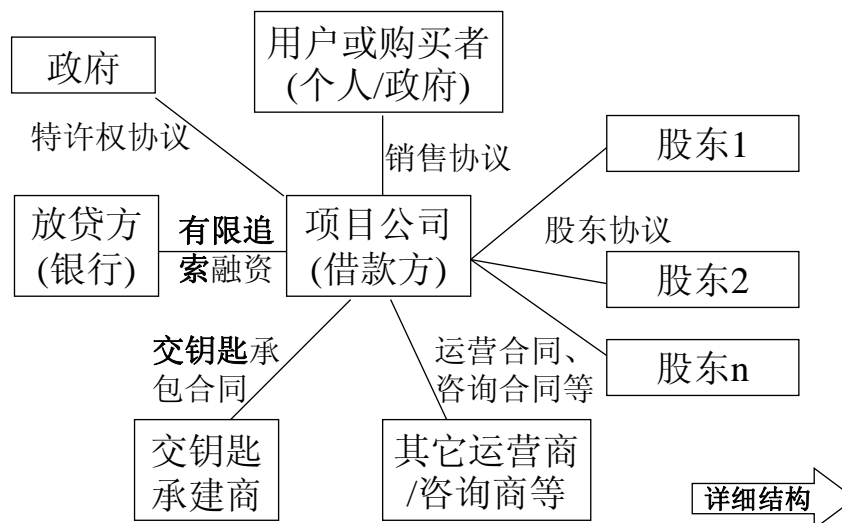 用户或购买者
(个人/政府)
政府
特许权协议
销售协议
股东1
放贷方
(银行)
有限追
索融资
项目公司
(借款方)
股东协议
股东2
交钥匙承
包合同
运营合同、
咨询合同等
股东n
交钥匙
承建商
其它运营商
/咨询商等
详细结构